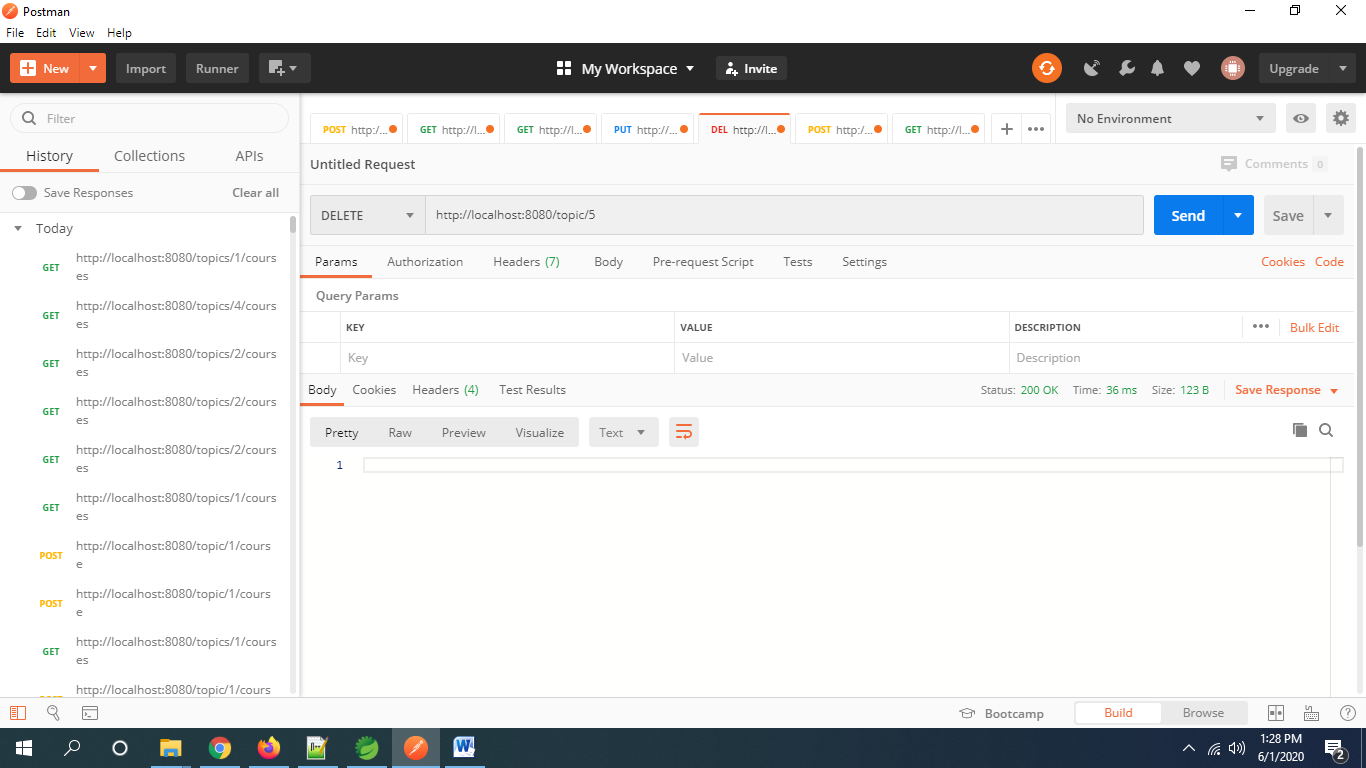 Postman
File Edit View Help
New Import Runner My Workspace Invite Upgrade
Filter
History Collections APIs
Save Responses Clear all
Today
GET http://localhost:8080/topics/1/cours
es
GET http://localhost:8080/topics/4/cours
es
GET http://localhost:8080/topics/2/cours
es
GET http://localhost:8080/topics/2/cours
es
GET http://localhost:8080/topics/2/cours
es
GET http://localhost:8080/topics/1/cours
es
POST http://localhost:8080/topic/1/cours
e
POST http://localhost:8080/topic/1/cours
e
GET http://localhost:8080/topics/1/cours
es
http://localhost:8080/topic/1/cours
POST http:/... GET http://l... GET http://l... PUT http://... DEL http://l... POST http:/... GET http://l... No Environment
Untitled Request Comments 0
DELETE http://localhost:8080/topic/5 Send Save
Params Authorization Headers (7) Body Pre-request Script Tests Settings Cookies Code
Query Params
KEY VALUE DESCRIPTION Bulk Edit
Key Value Description
Body Cookies Headers (4) Test Results Status: 200 OK Time: 36 ms Size: 123 B Save Response
Pretty Raw Preview Visualize Text
1
Bootcamp Build Browse
1:28 PM
6/1/2020
2